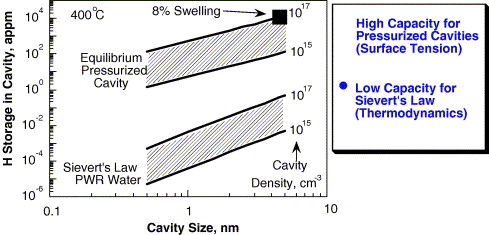 H Storage in Cavity, appm
10^4
10^2
10^0
10^-2
10^-4
10^-6
400°C
8% Swelling
10^17
10^15
Equilibrium
Pressurized
Cavity
10^17
10^15
Sievert's Law
PWR Water
Cavity
Density, cm^-3
0.1
1
10
Cavity Size, nm
High Capacity for
Pressurized Cavities
(Surface Tension)
Low Capacity for
Sievert's Law
(Thermodynamics)